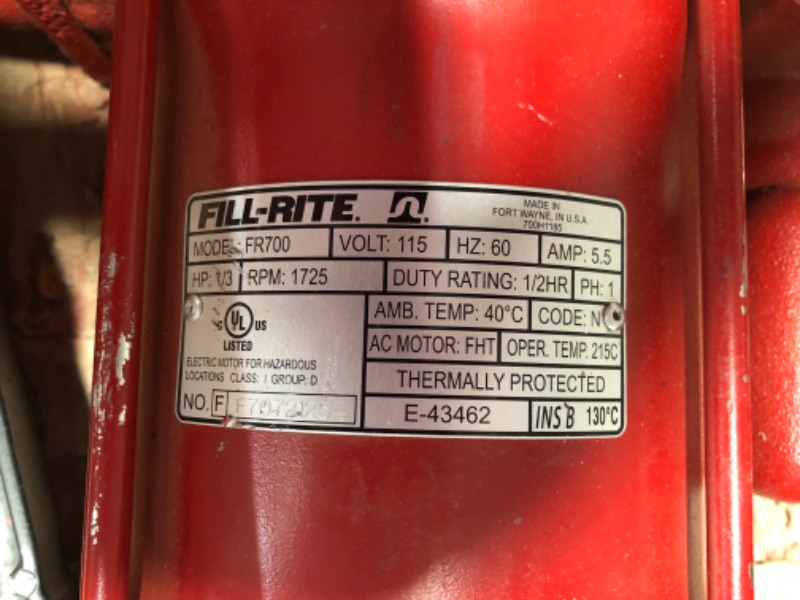 FILL-RITE.
MADE IN
FORT WAYNE, IN U.S.A.
700H1185
MODEL: FR700 VOLT: 115 HZ: 60 AMP: 5.5
HP: 1/3 RPM: 1725 DUTY RATING: 1/2HR PH: 1
AMB. TEMP: 40°C CODE: N
C UL US
LISTED
AC MOTOR: FHT OPER. TEMP. 215C
ELECTRIC MOTOR FOR HAZARDOUS
LOCATIONS CLASS: I GROUP: D
THERMALLY PROTECTED
NO. F
E-43462 INS B 130°C